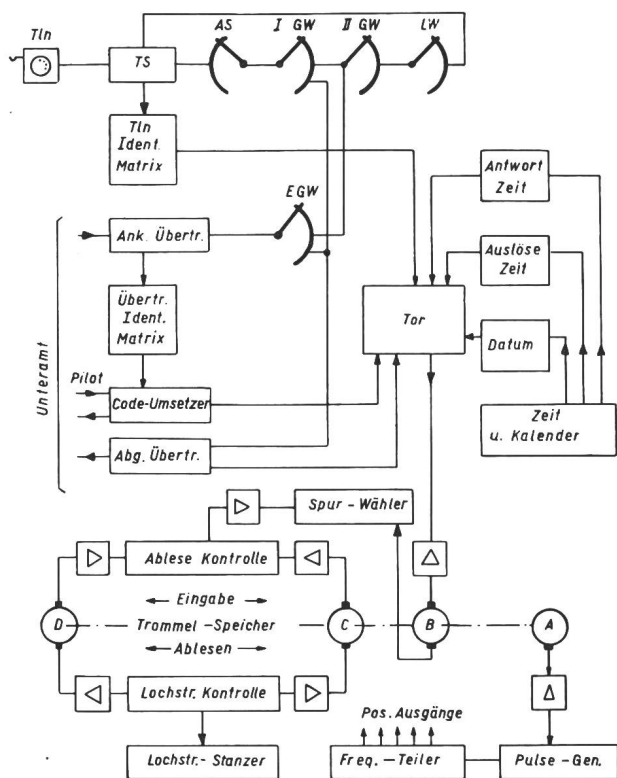 Tln
TS
AS
I GW
II GW
LW
Tln
Ident.
Matrix
Antwort
Zeit
EGW
Ank. Übertr.
Auslöse
Zeit
Übertr.
Ident.
Matrix
Tor
Datum
Unteramt
Pilot
Code-Umsetzer
Zeit
u. Kalender
Abg. Übertr.
Spur - Wähler
Ablese Kontrolle
Eingabe
D
Trommel - Speicher
C
B
A
Ablesen
Lochstr. Kontrolle
Pos. Ausgänge
Lochstr. - Stanzer
Freq. - Teiler
Pulse - Gen.